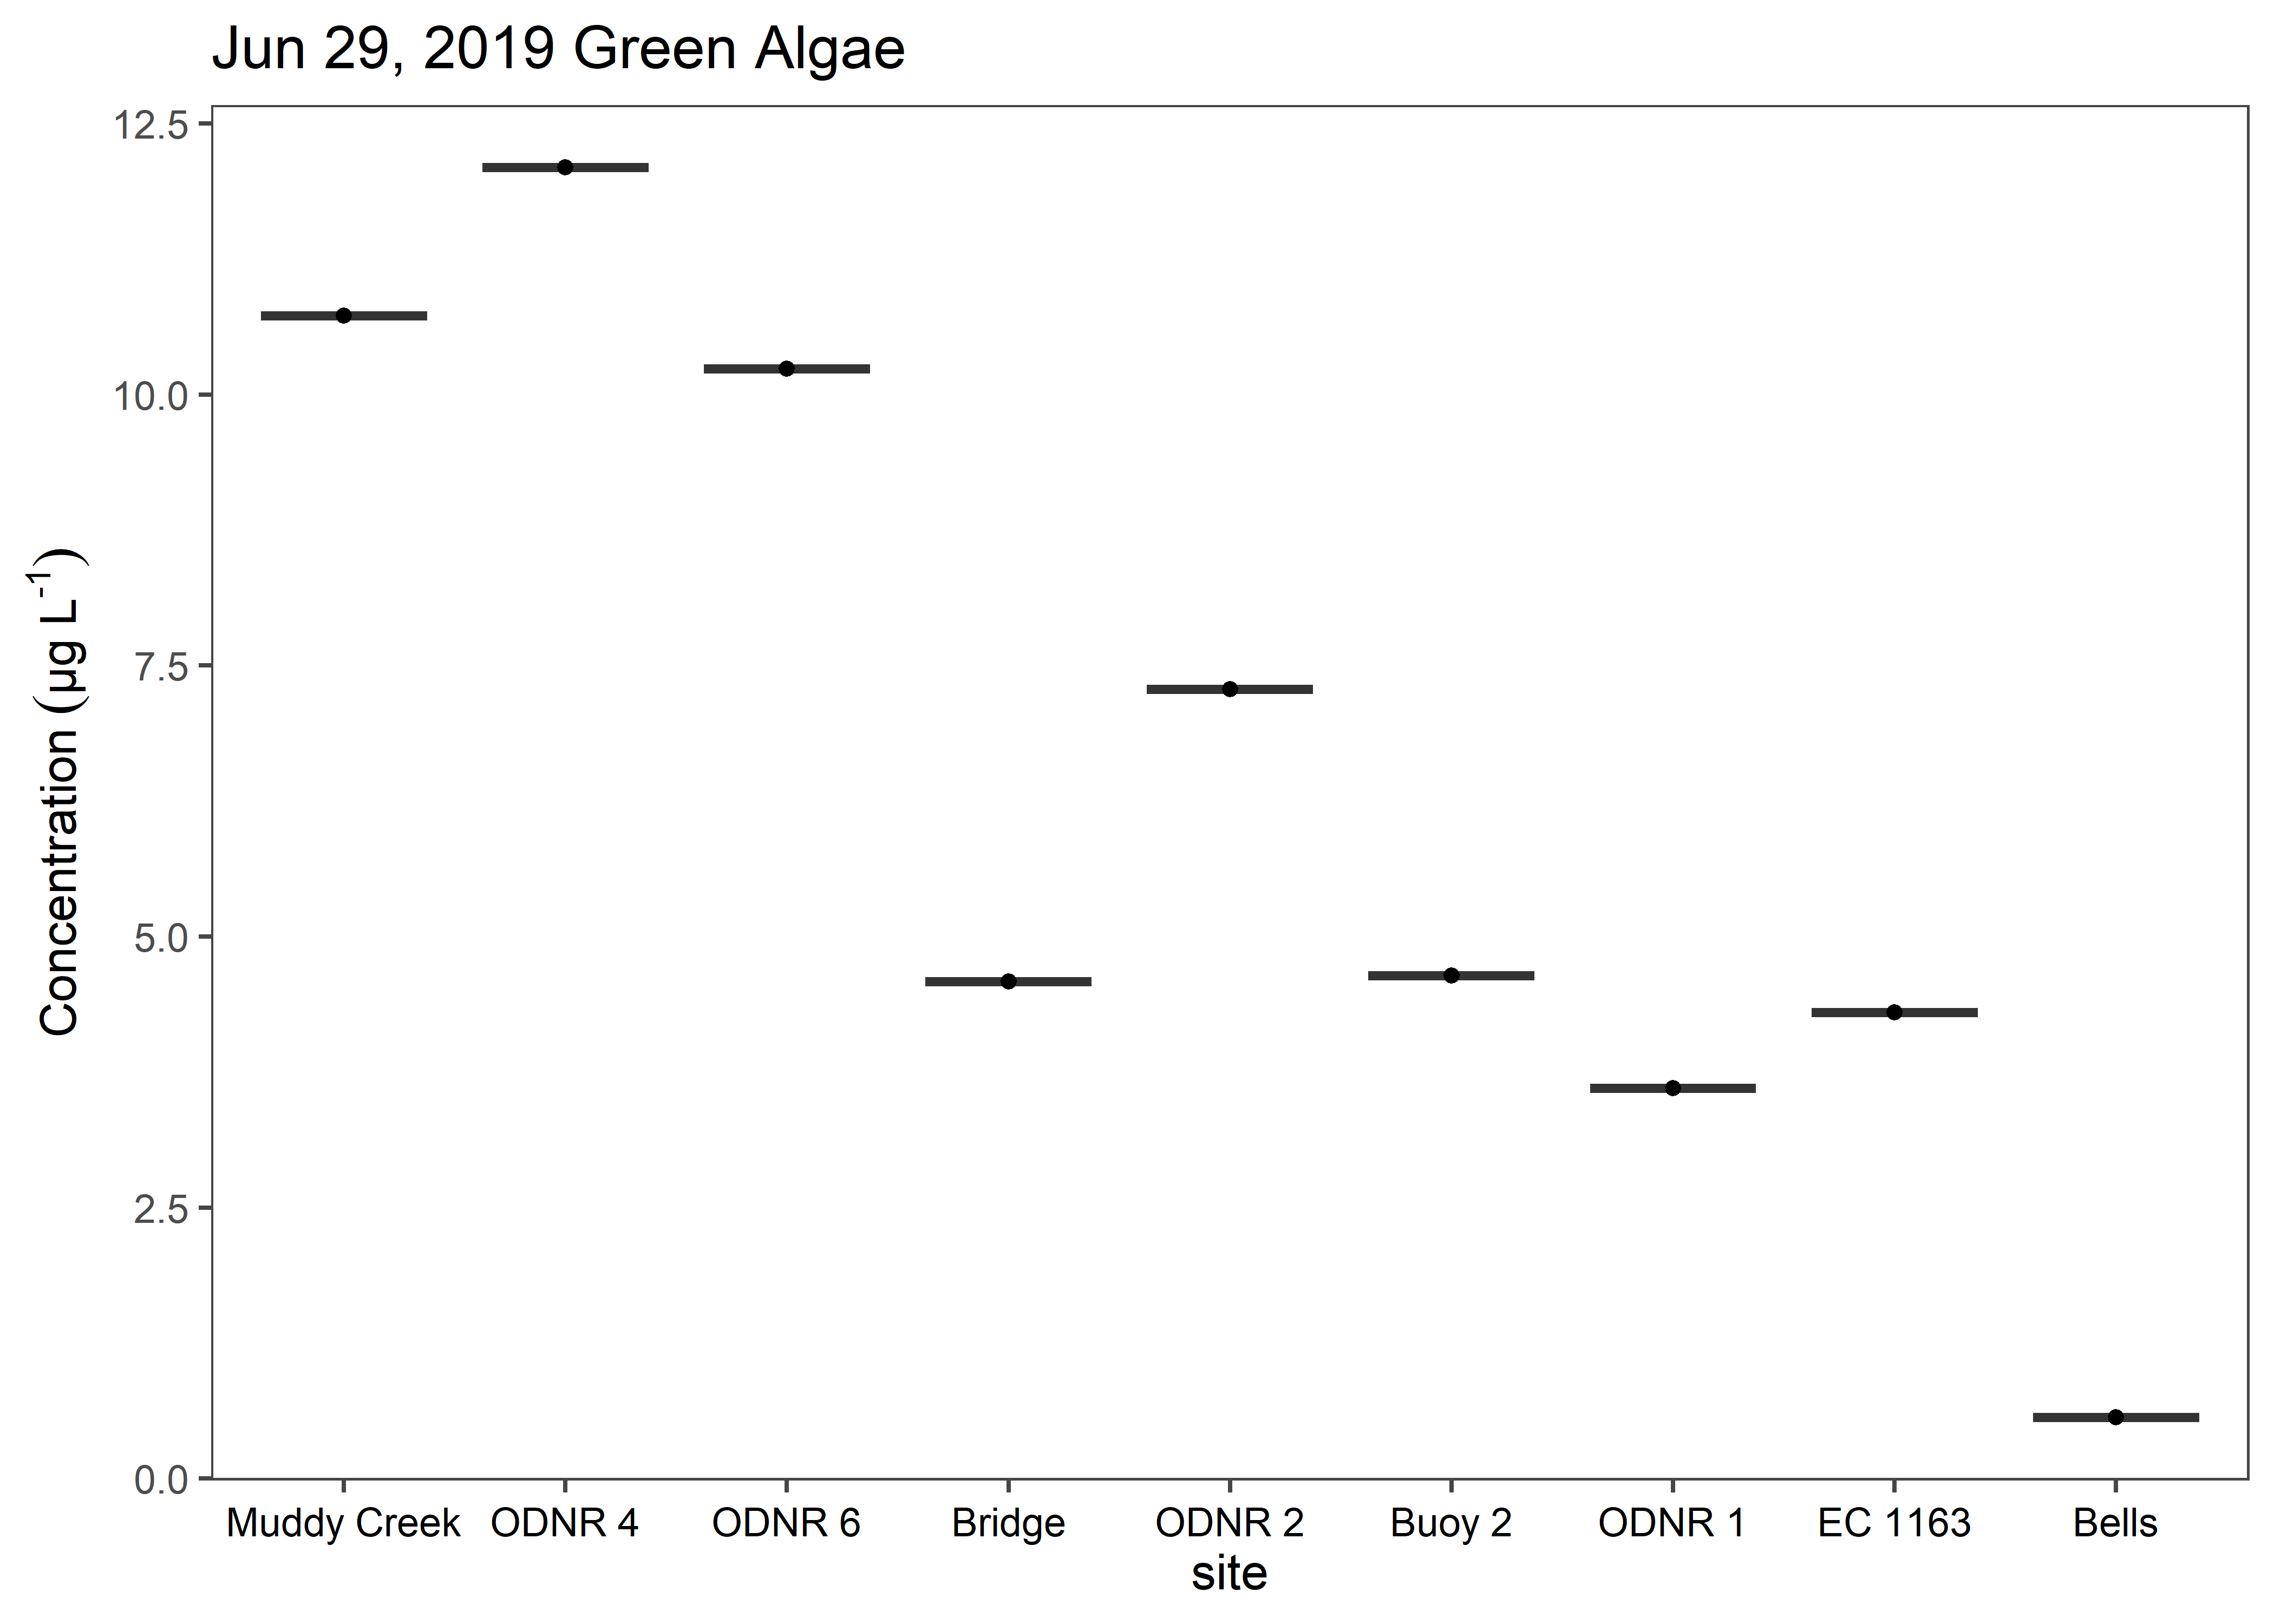 Jun 29, 2019 Green Algae
12.5
10.0
7.5
5.0
2.5
0.0
Concentration (µg L⁻¹)
Muddy Creek ODNR 4 ODNR 6 Bridge ODNR 2 Buoy 2 ODNR 1 EC 1163 Bells
site